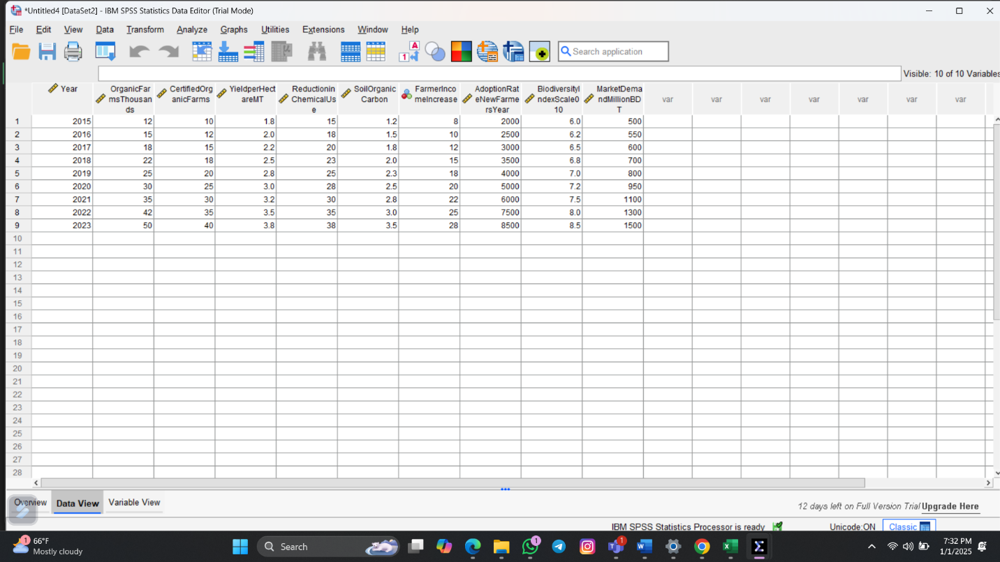 *Untitled4 [DataSet2] - IBM SPSS Statistics Data Editor (Trial Mode)
File Edit View Data Transform Analyze Graphs Utilities Extensions Window Help
A
1
Search application
Visible: 10 of 10 Variables
Year OrganicFarmsThousands CertifiedOrganicFarms YieldperHectareMT ReductioninChemicalUse SoilOrganicCarbon FarmerIncomeIncrease AdoptionRateNewFarmersYear BiodiversityIndexScale010 MarketDemandMillionBDT var var var var var var var
1 2015 12 10 1.8 15 1.2 8 2000 6.0 500
2 2016 15 12 2.0 18 1.5 10 2500 6.2 550
3 2017 18 15 2.2 20 1.8 12 3000 6.5 600
4 2018 22 18 2.5 23 2.0 15 3500 6.8 700
5 2019 25 20 2.8 25 2.3 18 4000 7.0 800
6 2020 30 25 3.0 28 2.5 20 5000 7.2 950
7 2021 35 30 3.2 30 2.8 22 6000 7.5 1100
8 2022 42 35 3.5 35 3.0 25 7500 8.0 1300
9 2023 50 40 3.8 38 3.5 28 8500 8.5 1500
10
11
12
13
14
15
16
17
18
19
20
21
22
23
24
25
26
27
28
Overview Data View Variable View
12 days left on Full Version Trial Upgrade Here
IBM SPSS Statistics Processor is ready Unicode:ON Classic
1 66°F
Mostly cloudy
Search
1
1
7:32 PM
1/1/2025